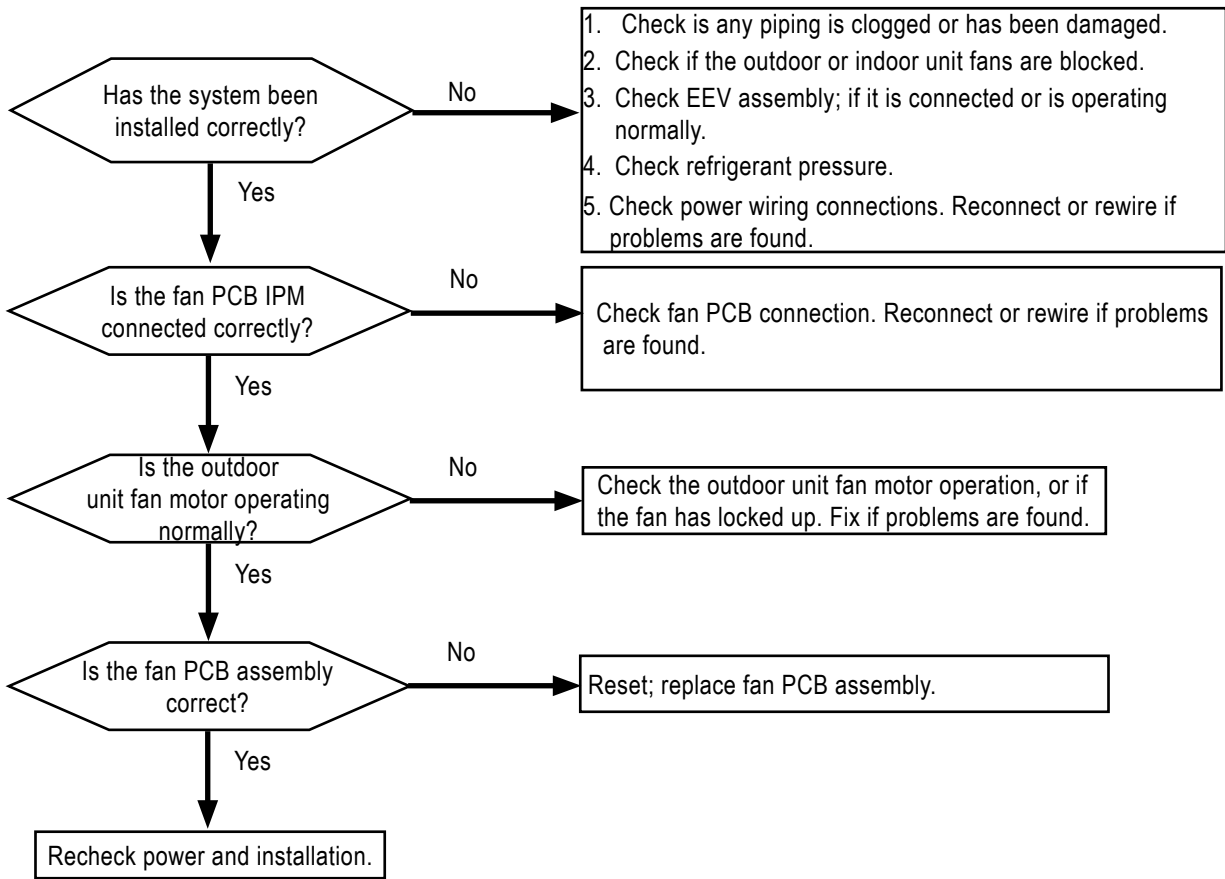 Has the system been
installed correctly?
No
1. Check is any piping is clogged or has been damaged.
2. Check if the outdoor or indoor unit fans are blocked.
3. Check EEV assembly; if it is connected or is operating
normally.
4. Check refrigerant pressure.
5. Check power wiring connections. Reconnect or rewire if
problems are found.
Yes
Is the fan PCB IPM
connected correctly?
No
Check fan PCB connection. Reconnect or rewire if problems
are found.
Yes
Is the outdoor
unit fan motor operating
normally?
No
Check the outdoor unit fan motor operation, or if
the fan has locked up. Fix if problems are found.
Yes
Is the fan PCB assembly
correct?
No
Reset; replace fan PCB assembly.
Yes
Recheck power and installation.